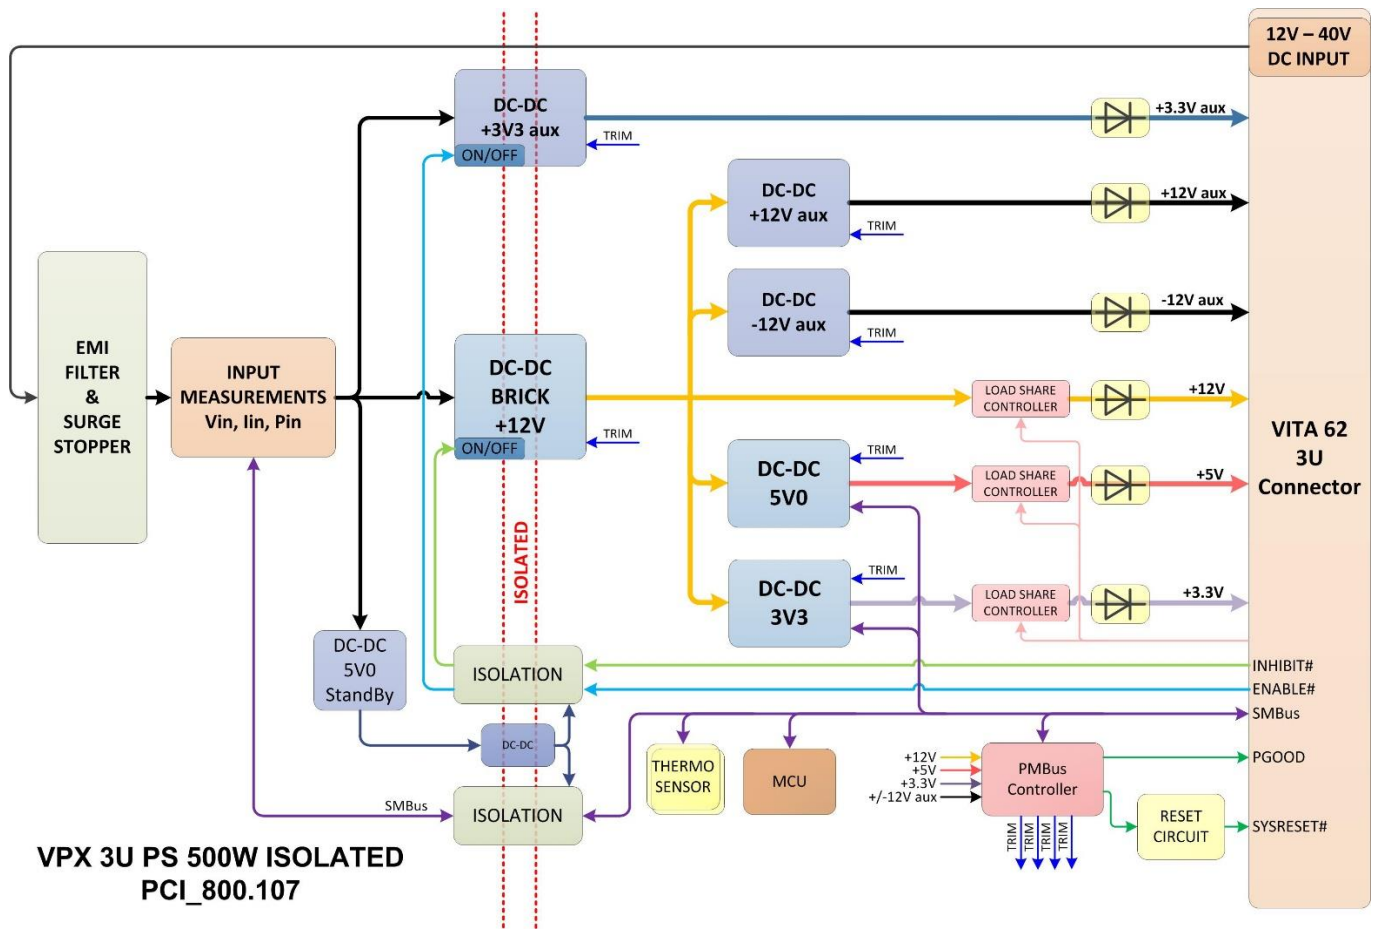 12V – 40V
DC INPUT
DC-DC
+3V3 aux
ON/OFF
TRIM
+3.3V aux
DC-DC
+12V aux
TRIM
+12V aux
DC-DC
-12V aux
TRIM
-12V aux
EMI
FILTER
&
SURGE
STOPPER
INPUT
MEASUREMENTS
Vin, Iin, Pin
DC-DC
BRICK
+12V
ON/OFF
TRIM
LOAD SHARE
CONTROLLER
+12V
VITA 62
3U
Connector
DC-DC
5V0
TRIM
LOAD SHARE
CONTROLLER
+5V
ISOLATED
DC-DC
3V3
TRIM
LOAD SHARE
CONTROLLER
+3.3V
DC-DC
5V0
StandBy
ISOLATION
INHIBIT#
ENABLE#
SMBus
DC-DC
THERMO
SENSOR
MCU
+12V
+5V
+3.3V
+/-12V aux
PMBus
Controller
PGOOD
SMBus
ISOLATION
TRIM
TRIM
TRIM
TRIM
RESET
CIRCUIT
SYSRESET#
VPX 3U PS 500W ISOLATED
PCI_800.107